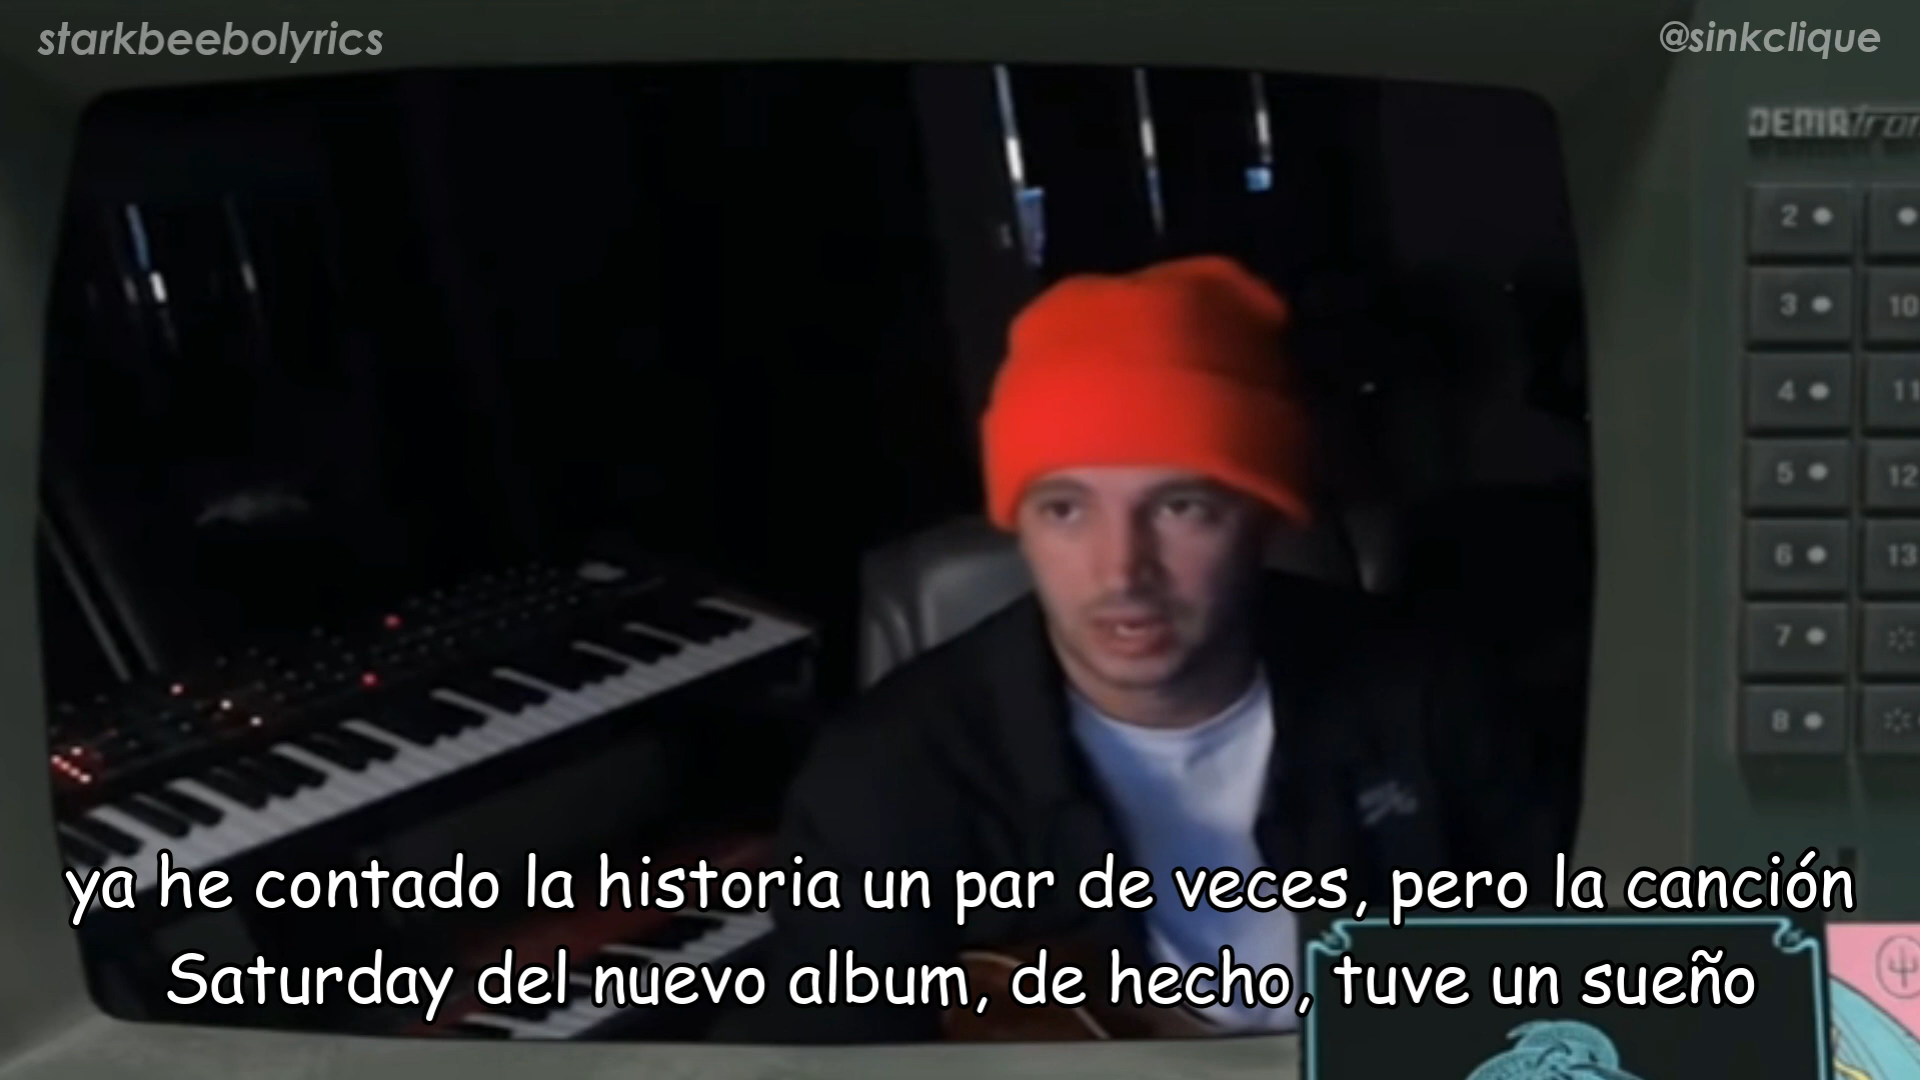 starkbeebolyrics
@sinkclique
DEMAtron
2
3
10
4
11
5
12
6
13
7
8
ya he contado la historia un par de veces, pero la canción
Saturday del nuevo album, de hecho, tuve un sueño